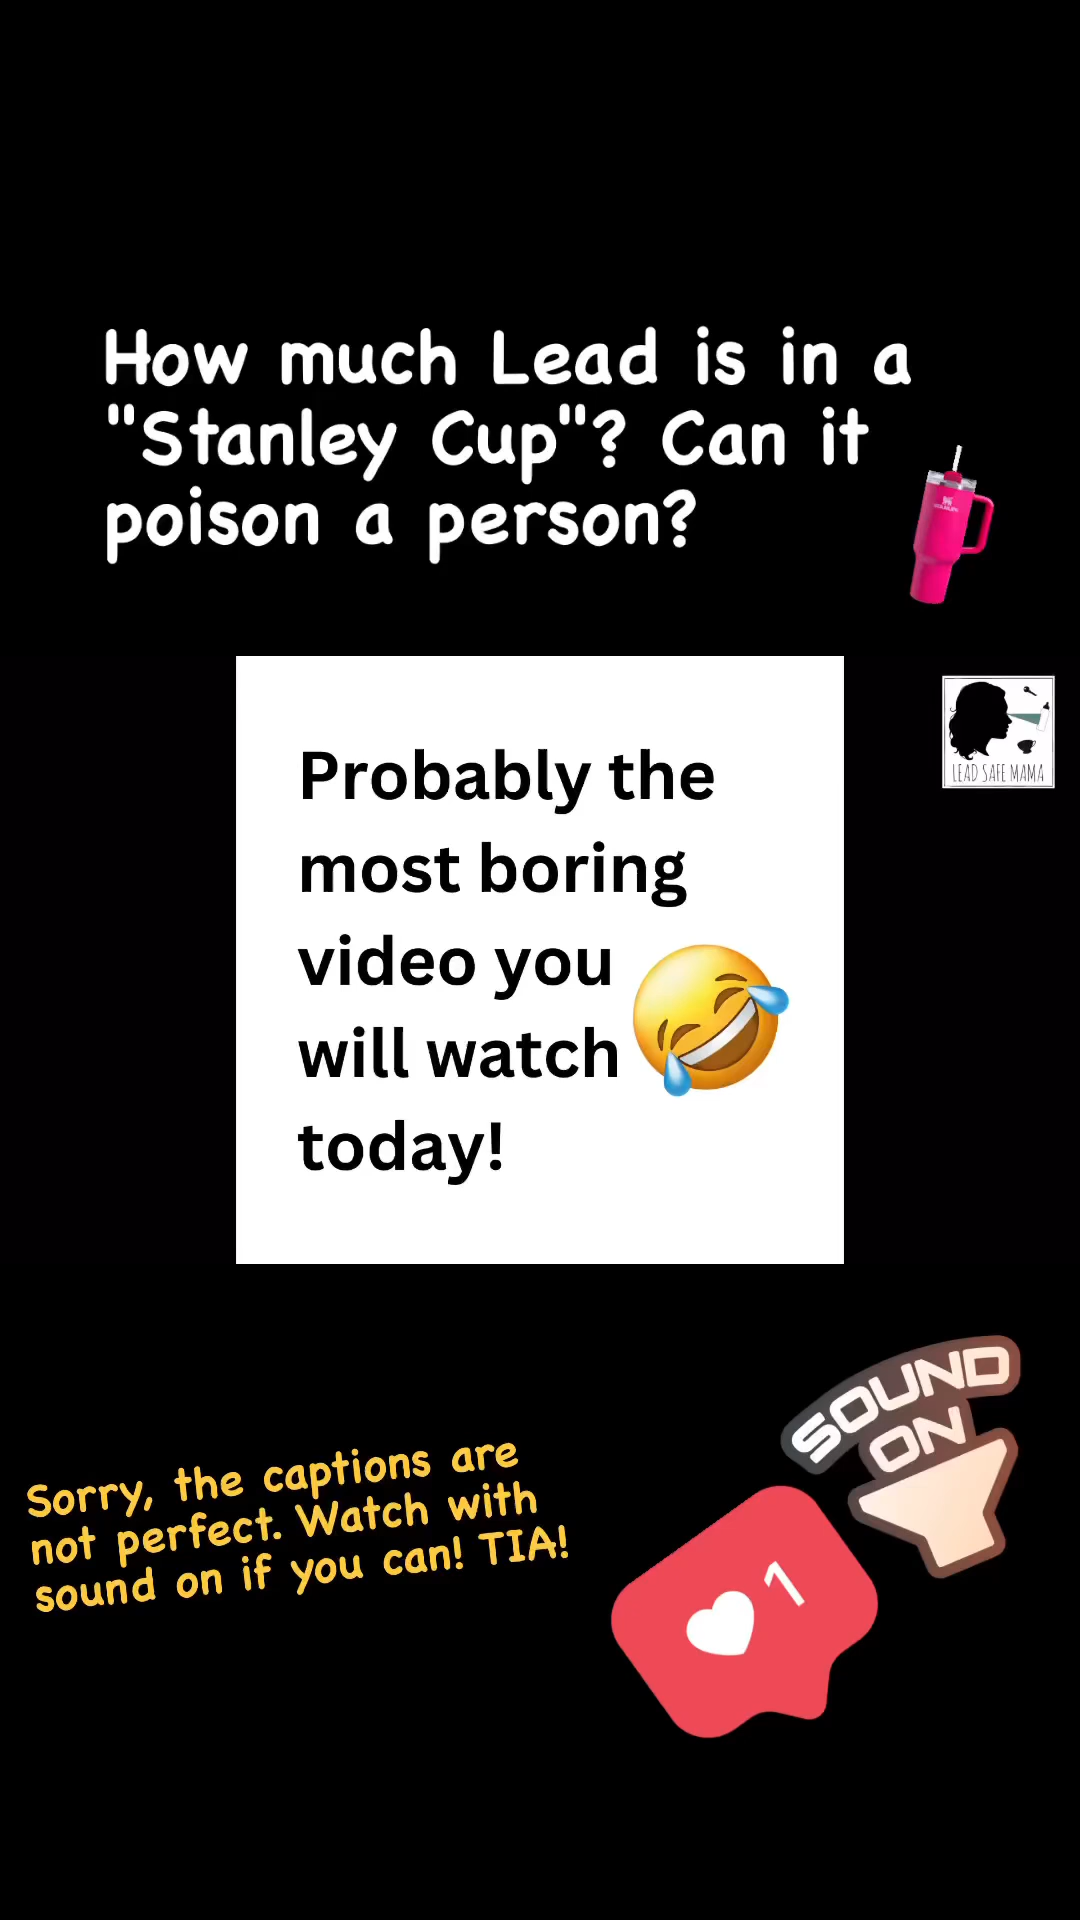 How much Lead is in a
"Stanley Cup"? Can it
poison a person?
LEAD SAFE MAMA
Probably the
most boring
video you
will watch
today!
SOUND
ON
Sorry, the captions are
not perfect. Watch with
sound on if you can! TIA!
1